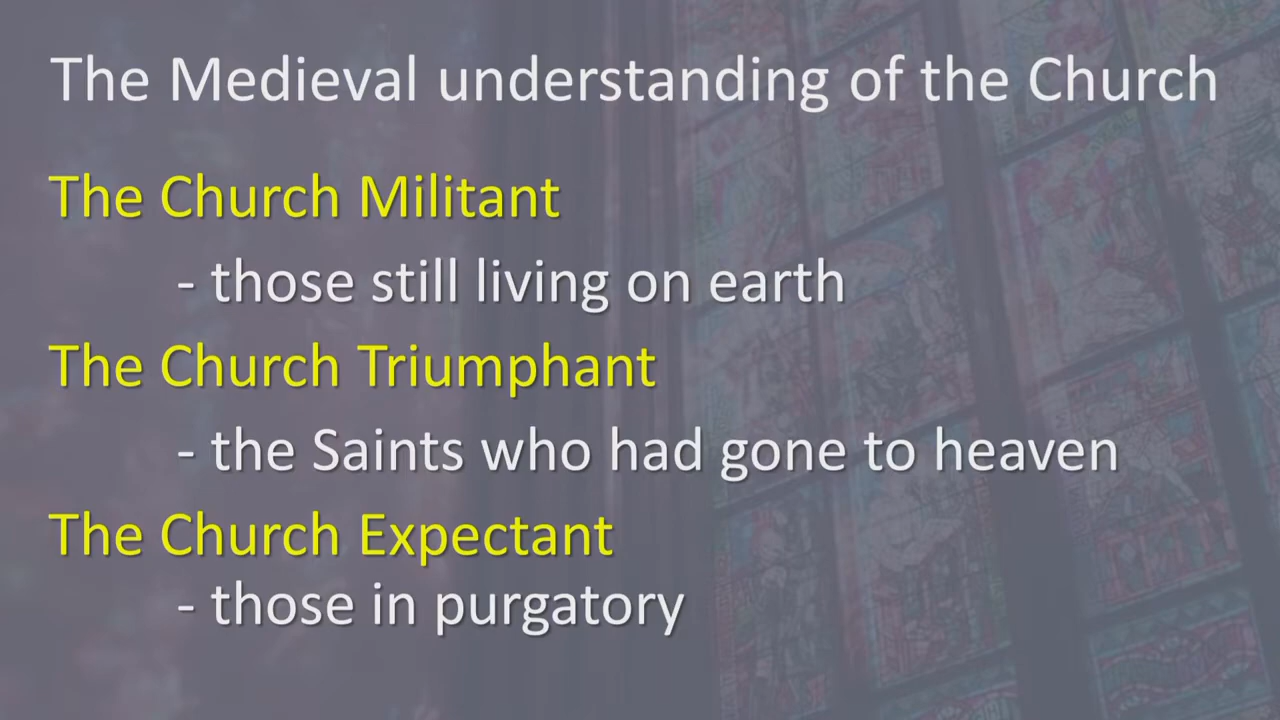 The Medieval understanding of the Church
The Church Militant
- those still living on earth
The Church Triumphant
- the Saints who had gone to heaven
The Church Expectant
- those in purgatory